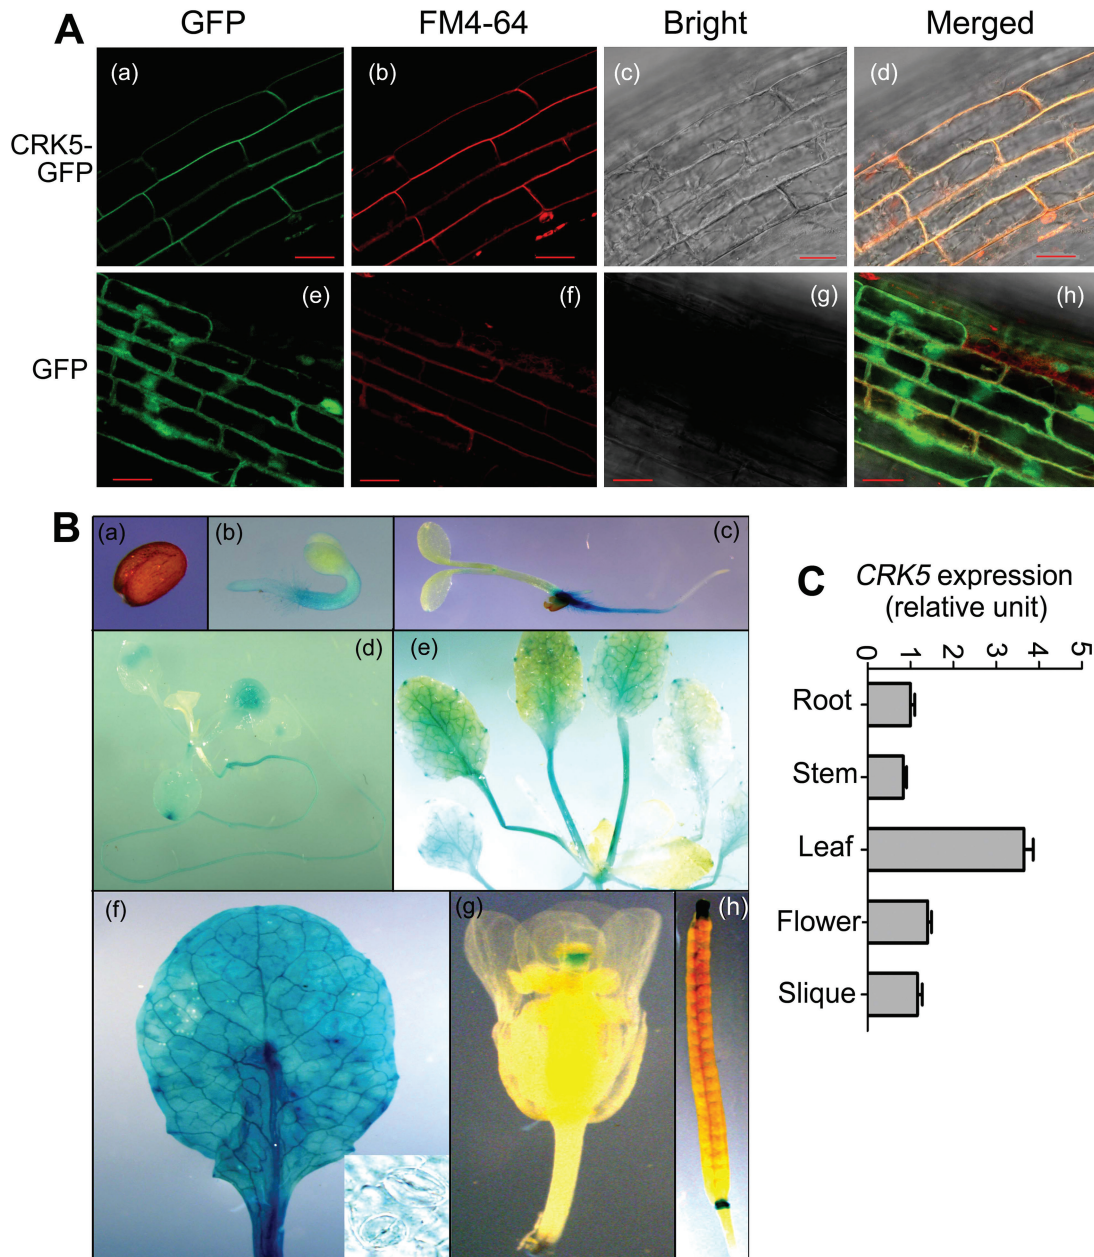 A
GFP
FM4-64
Bright
Merged
CRK5-
GFP
(a)
(b)
(c)
(d)
GFP
(e)
(f)
(g)
(h)
B
(a)
(b)
(c)
(d)
(e)
(f)
(g)
(h)
C
CRK5 expression
(relative unit)
0 1 2 3 4 5
Root
Stem
Leaf
Flower
Slique